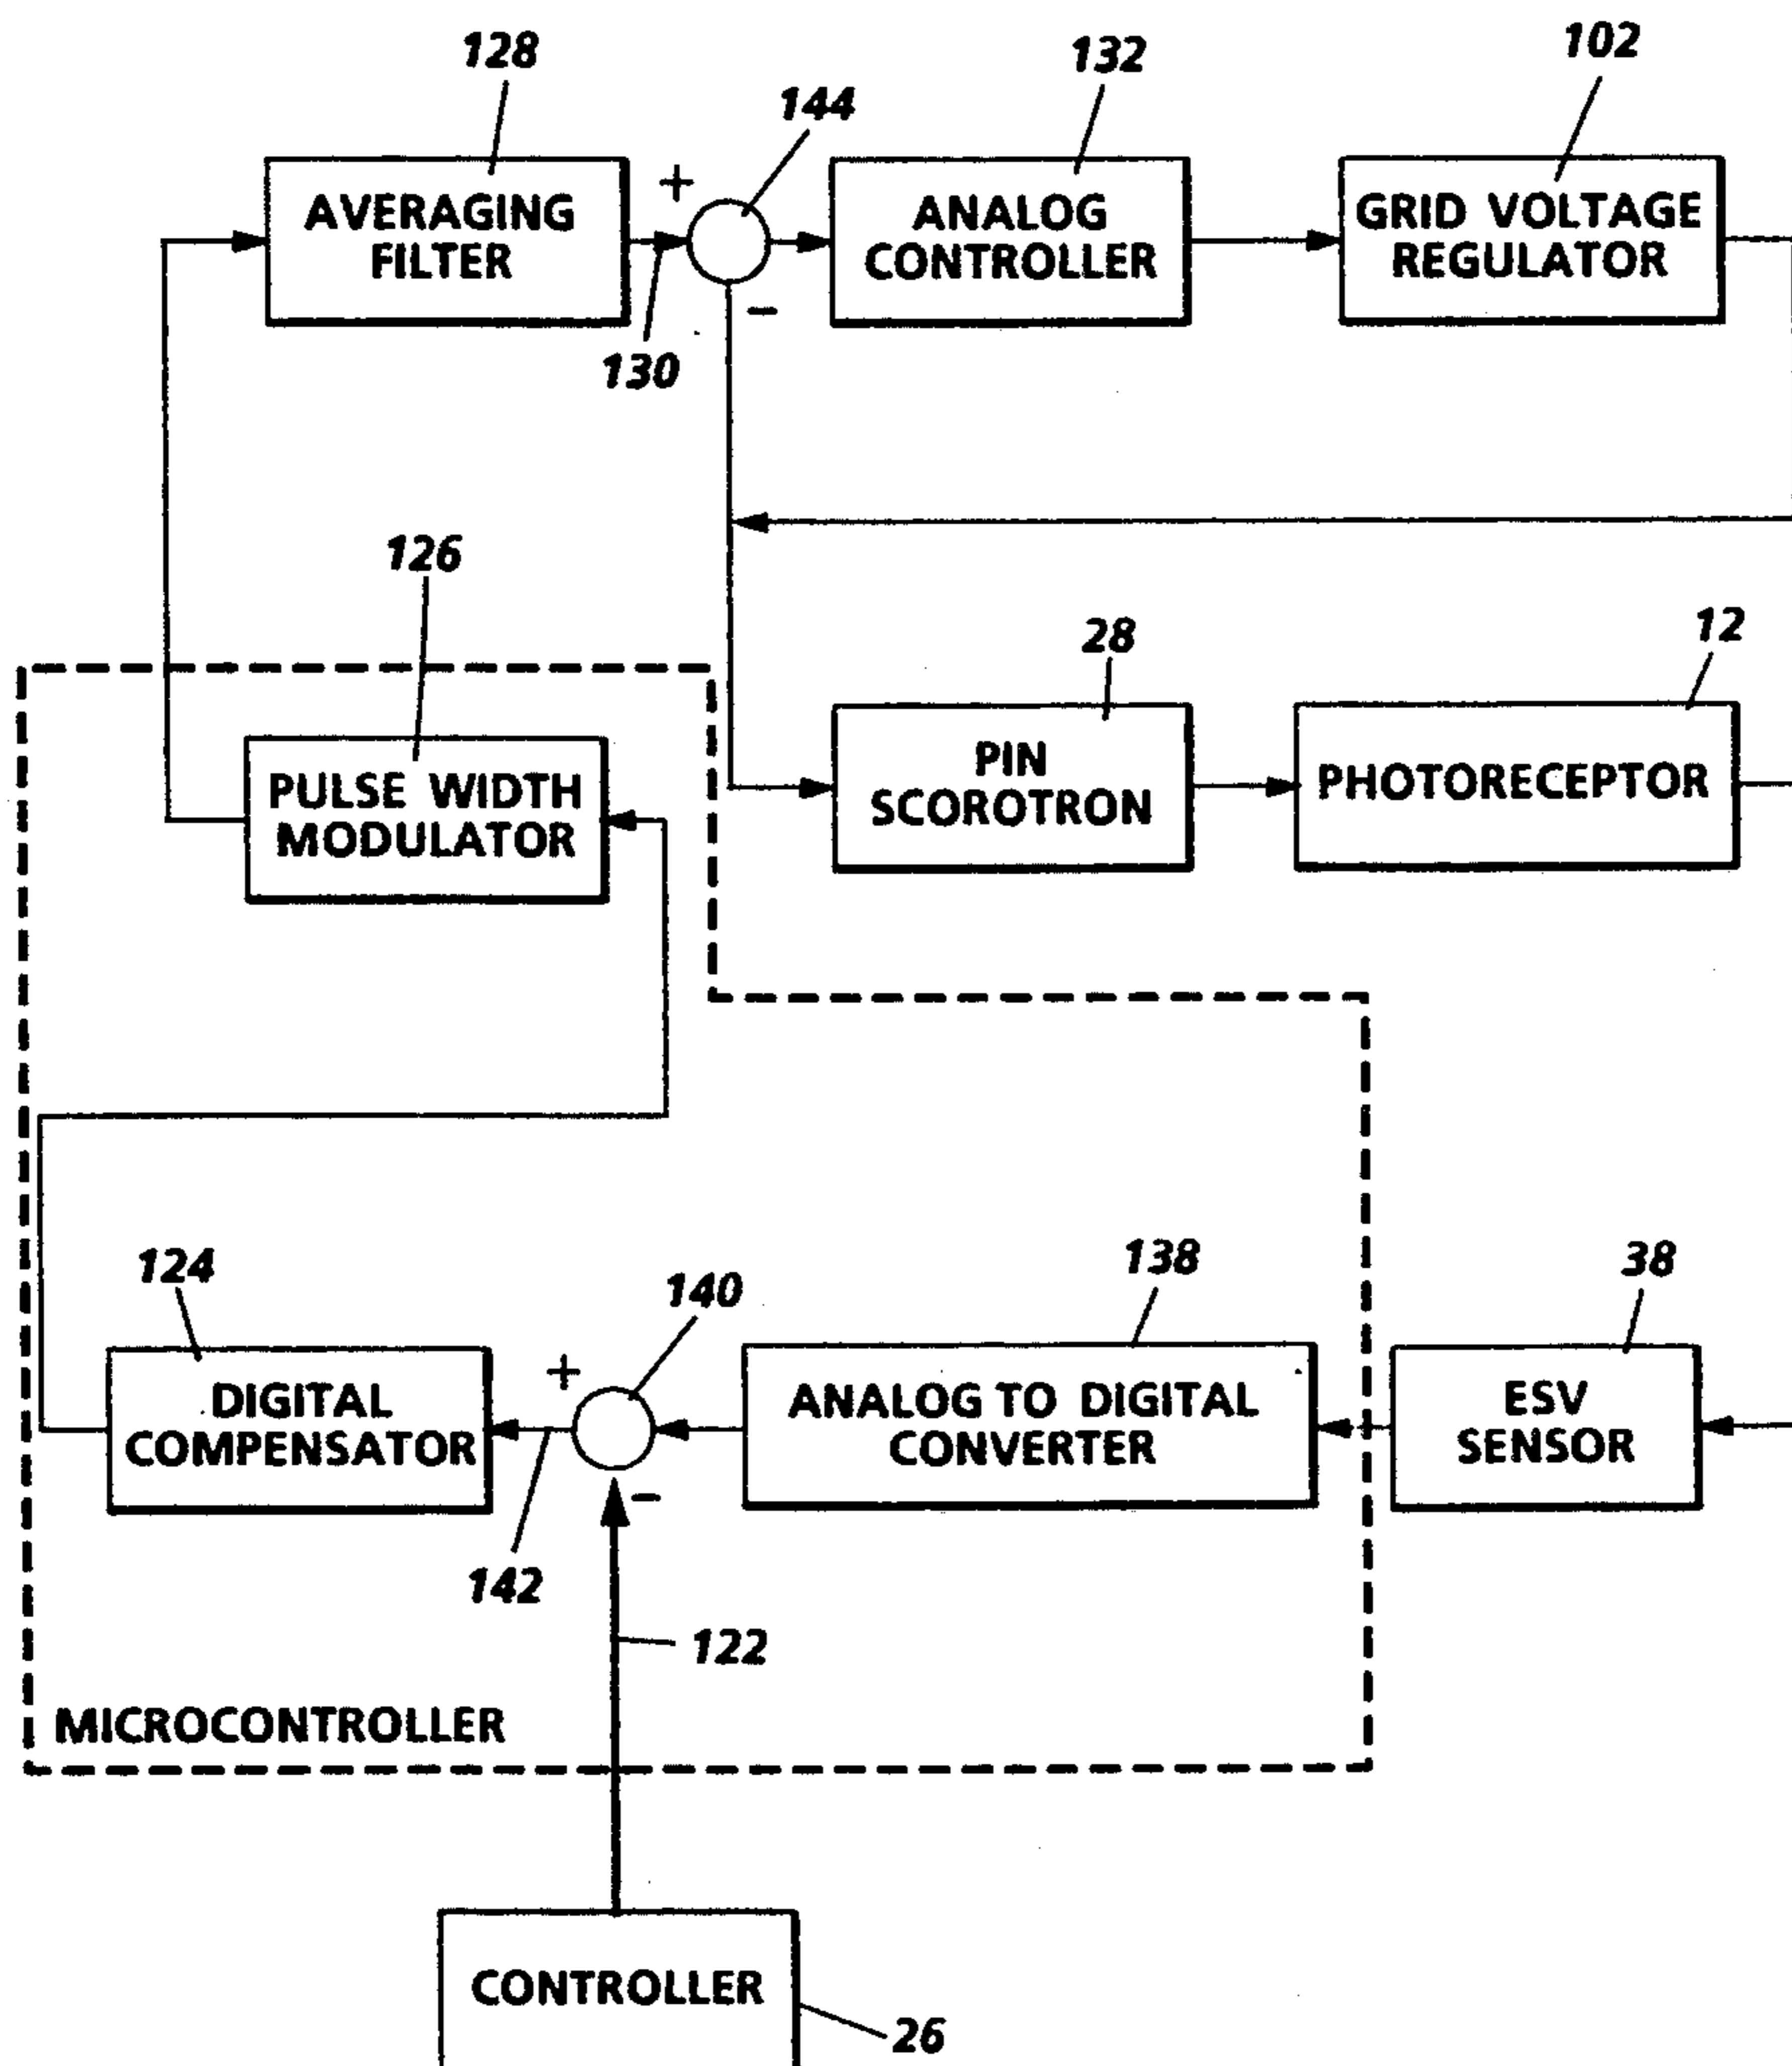 128
144
132
102
AVERAGING
FILTER
+
-
130
ANALOG
CONTROLLER
GRID VOLTAGE
REGULATOR
126
28
12
PULSE WIDTH
MODULATOR
PIN
SCOROTRON
PHOTORECEPTOR
124
140
138
38
DIGITAL
COMPENSATOR
+
-
142
ANALOG TO DIGITAL
CONVERTER
ESV
SENSOR
122
MICROCONTROLLER
CONTROLLER
26